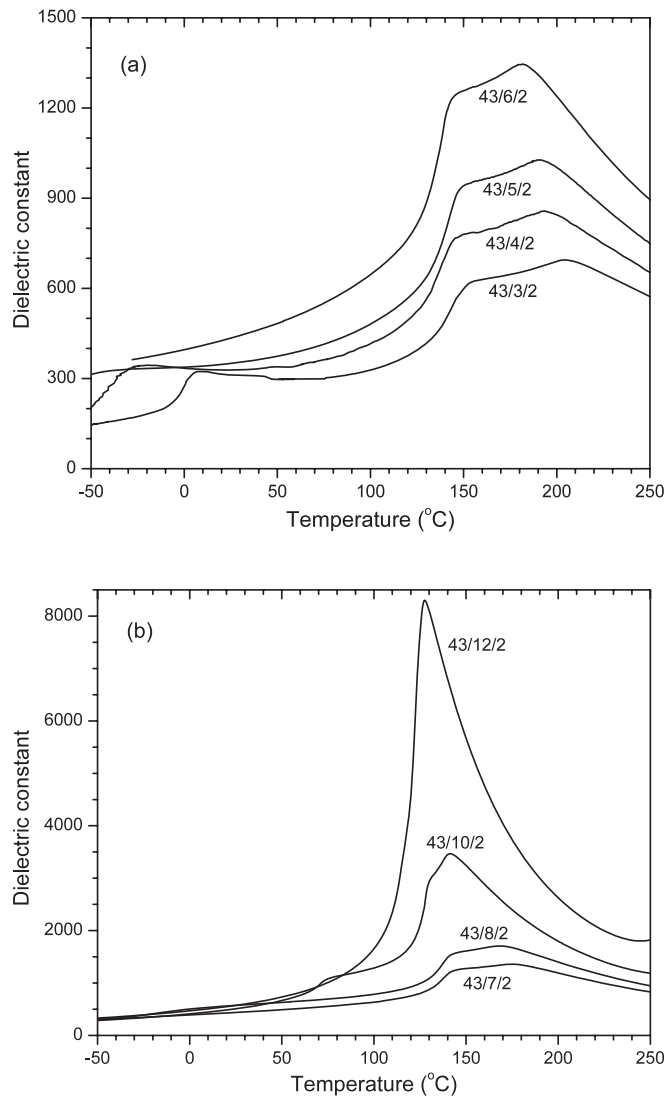 1500
(a)
1200
43/6/2
900
43/5/2
43/4/2
600
43/3/2
300
0
-50 0 50 100 150 200 250
Dielectric constant
Temperature (°C)
8000
(b)
43/12/2
6000
4000
43/10/2
2000
43/8/2
43/7/2
0
-50 0 50 100 150 200 250
Dielectric constant
Temperature (°C)